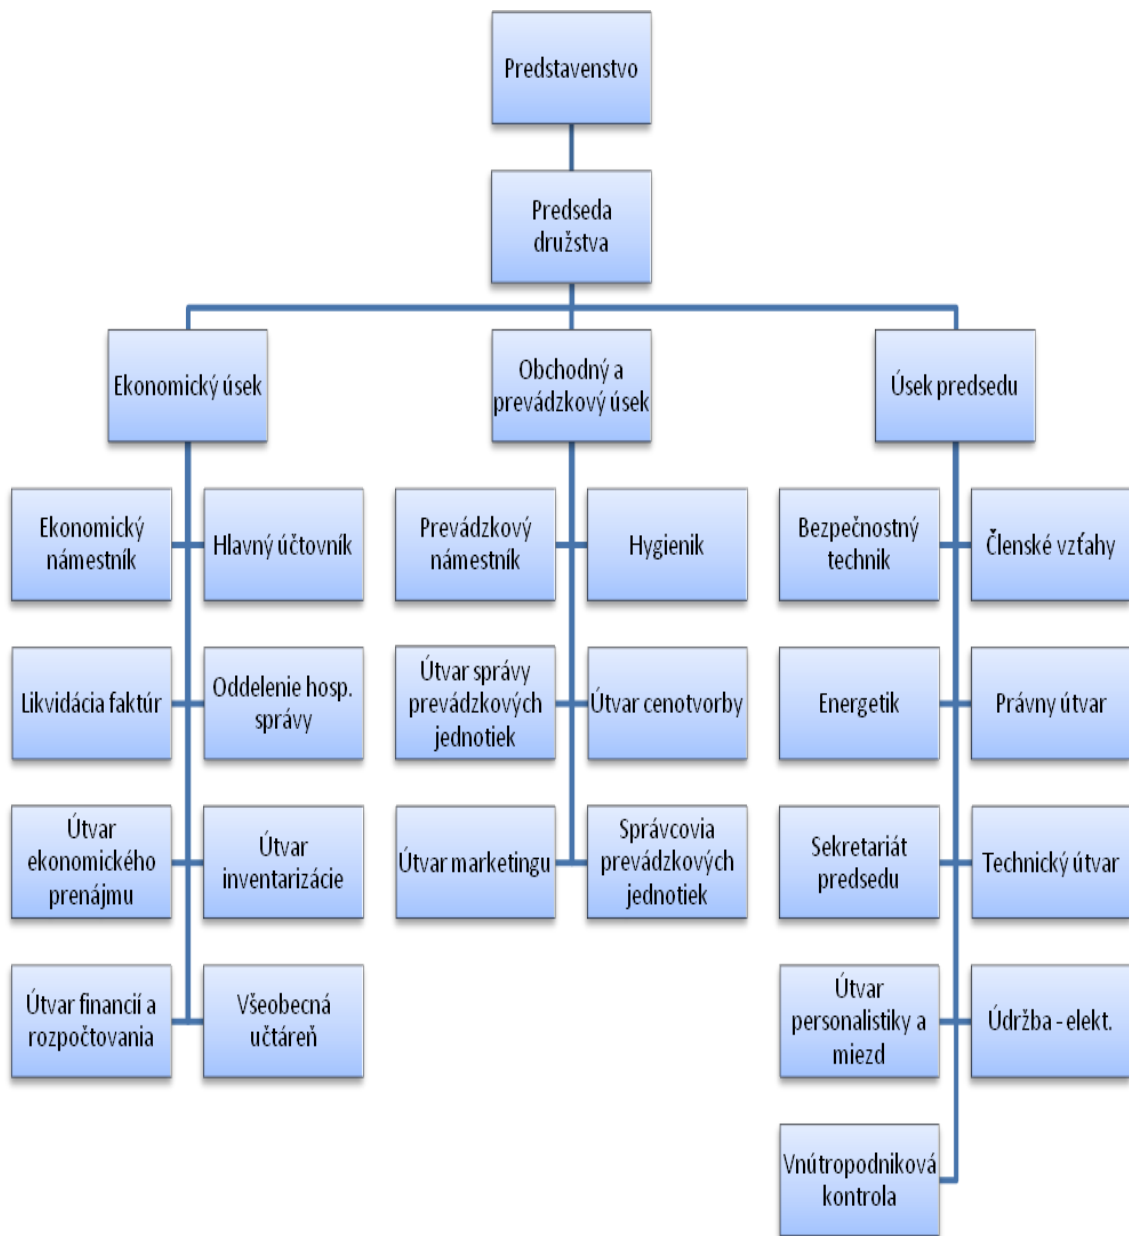 Predstavenstvo
Predseda
družstva
Ekonomický úsek
Obchodný a
prevádzkový úsek
Úsek predsedu
Ekonomický
námestník
Hlavný účtovník
Prevádzkový
námestník
Hygienik
Bezpečnostný
technik
Členské vzťahy
Likvidácia faktúr
Oddelenie hosp.
správy
Útvar správy
prevádzkových
jednotiek
Útvar cenotvorby
Energetik
Právny útvar
Útvar
ekonomického
prenájmu
Útvar
inventarizácie
Útvar marketingu
Správcovia
prevádzkových
jednotiek
Sekretariát
predsedu
Technický útvar
Útvar financií a
rozpočtovania
Všeobecná
učtáreň
Útvar
personalistiky a
miezd
Údržba - elekt.
Vnútropodniková
kontrola